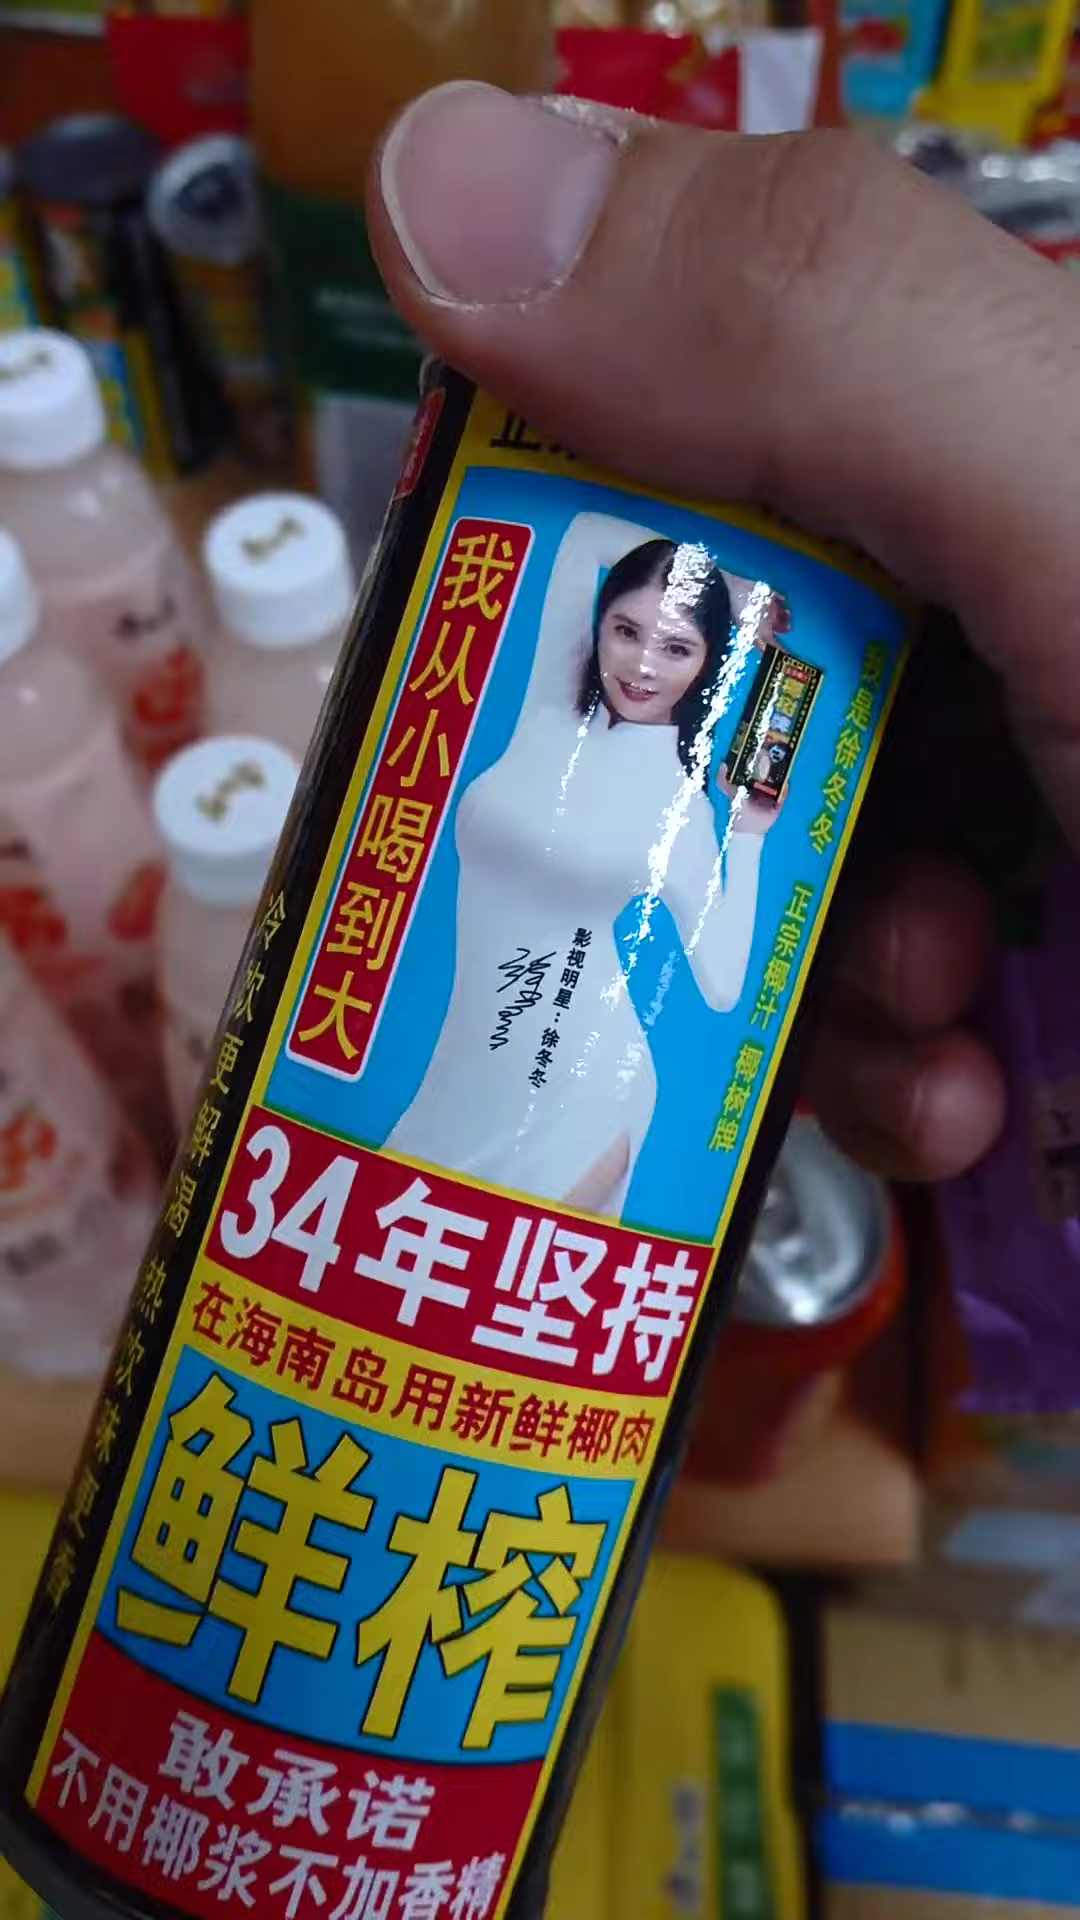 我从小喝到大
我是徐冬冬 正宗椰汁 椰树牌
影视明星：徐冬冬
34年坚持
在海南岛用新鲜椰肉
鲜榨
敢承诺
不用椰浆不加香精
冷饮更解渴热饮味更香